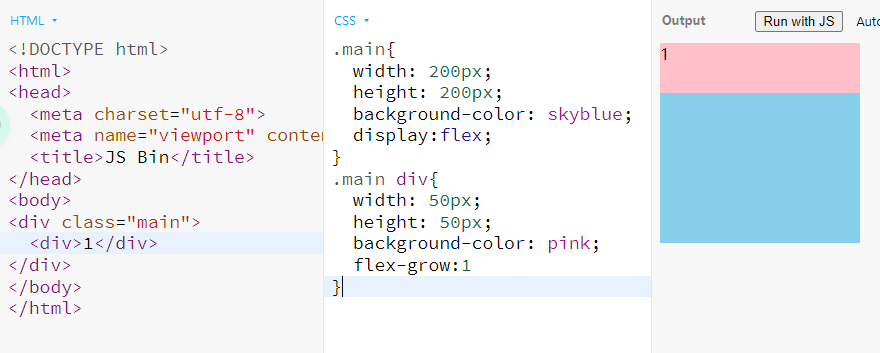 HTML
<!DOCTYPE html>
<html>
<head>
  <meta charset="utf-8">
  <meta name="viewport" conten
  <title>JS Bin</title>
</head>
<body>
<div class="main">
  <div>1</div>
</div>
</body>
</html>
CSS
.main{
  width: 200px;
  height: 200px;
  background-color: skyblue;
  display:flex;
}
.main div{
  width: 50px;
  height: 50px;
  background-color: pink;
  flex-grow:1
}
Output Run with JS Auto
1